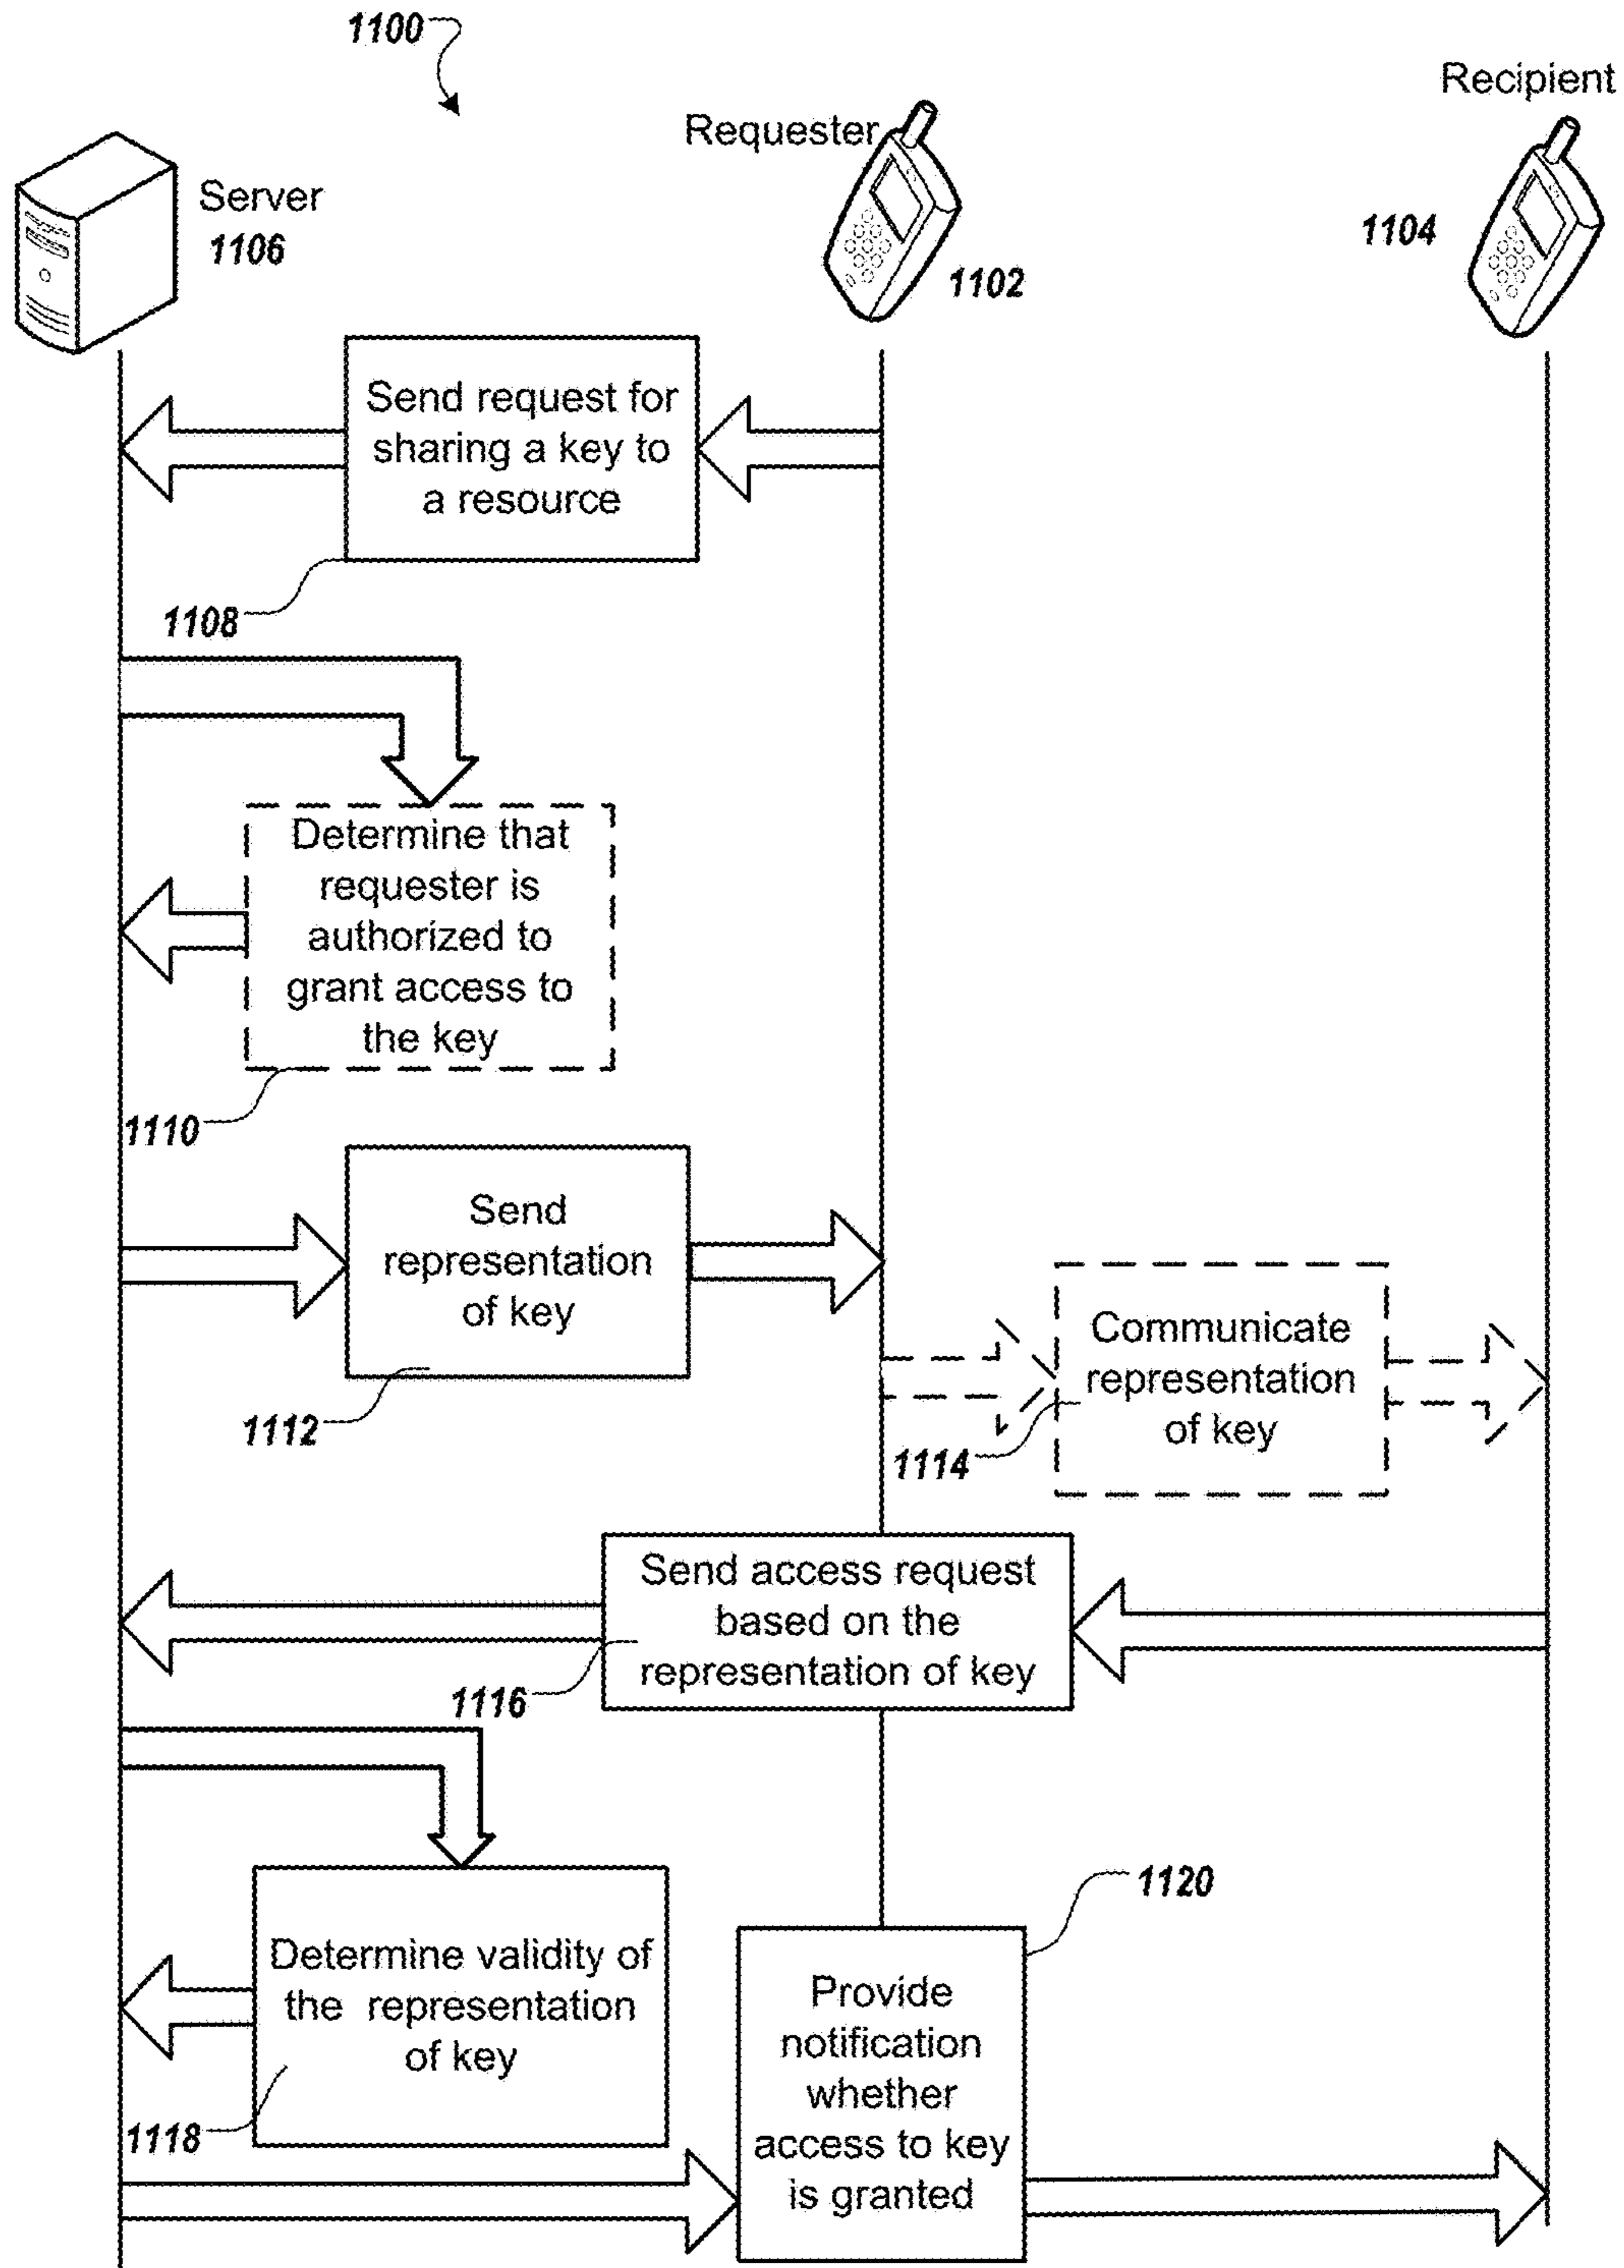 1100
Recipient
Requester
Server
1106
1102
1104
Send request for
sharing a key to
a resource
1108
Determine that
requester is
authorized to
grant access to
the key
1110
Send
representation
of key
1112
Communicate
representation
of key
1114
Send access request
based on the
representation of key
1116
1120
Determine validity of
the representation
of key
1118
Provide
notification
whether
access to key
is granted